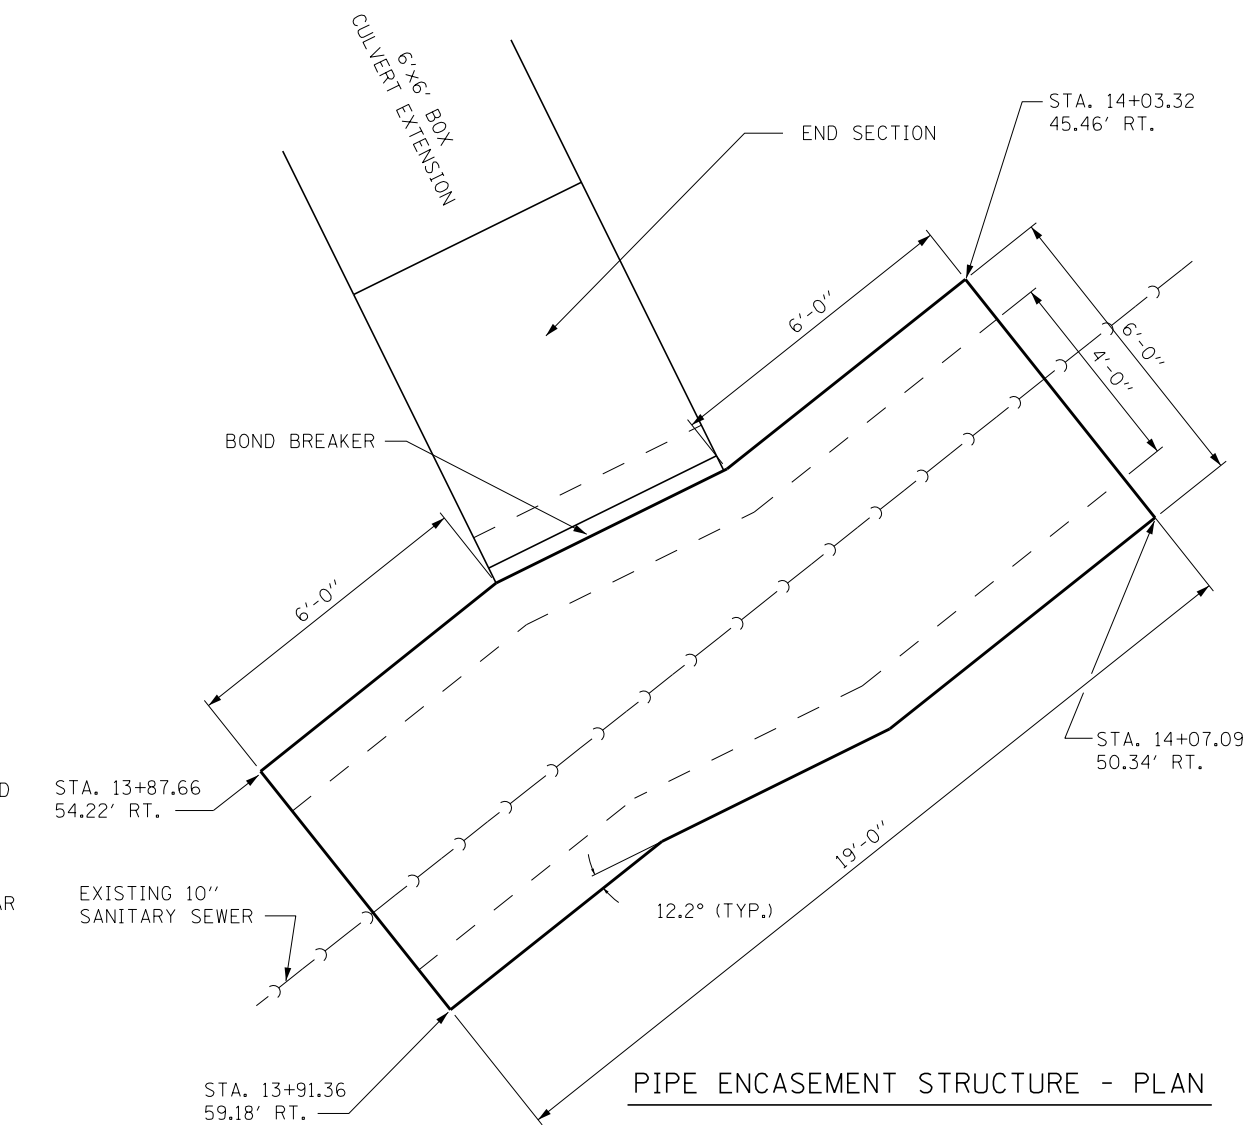 6'x6' BOX
CULVERT EXTENSION
END SECTION
STA. 14+03.32
45.46' RT.
6'-0"
6'-0"
4'-0"
BOND BREAKER
6'-0"
STA. 14+07.09
50.34' RT.
D
STA. 13+87.66
54.22' RT.
19'-0"
AR
EXISTING 10"
SANITARY SEWER
12.2° (TYP.)
STA. 13+91.36
59.18' RT.
PIPE ENCASEMENT STRUCTURE - PLAN